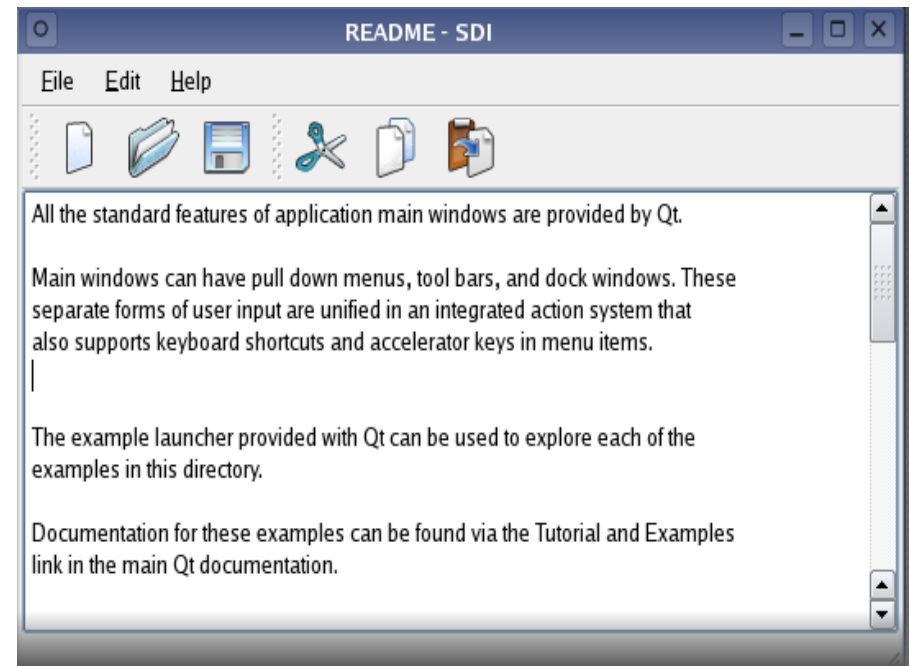 README - SDI
File Edit Help
All the standard features of application main windows are provided by Qt.
Main windows can have pull down menus, tool bars, and dock windows. These
separate forms of user input are unified in an integrated action system that
also supports keyboard shortcuts and accelerator keys in menu items.
The example launcher provided with Qt can be used to explore each of the
examples in this directory.
Documentation for these examples can be found via the Tutorial and Examples
link in the main Qt documentation.